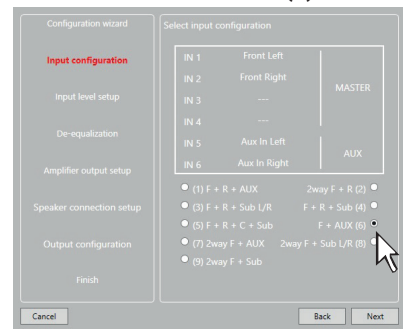 Configuration wizard
Input configuration
Input level setup
De-equalization
Amplifier output setup
Speaker connection setup
Output configuration
Finish
Select input configuration
IN 1 Front Left
IN 2 Front Right
IN 3 ---
IN 4 ---
MASTER
IN 5 Aux In Left
IN 6 Aux In Right
AUX
(1) F + R + AUX 2way F + R (2)
(3) F + R + Sub L/R F + R + Sub (4)
(5) F + R + C + Sub F + AUX (6)
(7) 2way F + AUX 2way F + Sub L/R (8)
(9) 2way F + Sub
Cancel Back Next